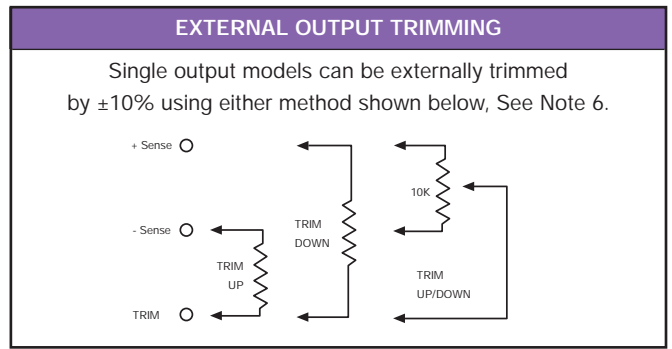 EXTERNAL OUTPUT TRIMMING
Single output models can be externally trimmed
by ±10% using either method shown below, See Note 6.
+ Sense
10K
- Sense
TRIM
DOWN
TRIM
UP
TRIM
UP/DOWN
TRIM